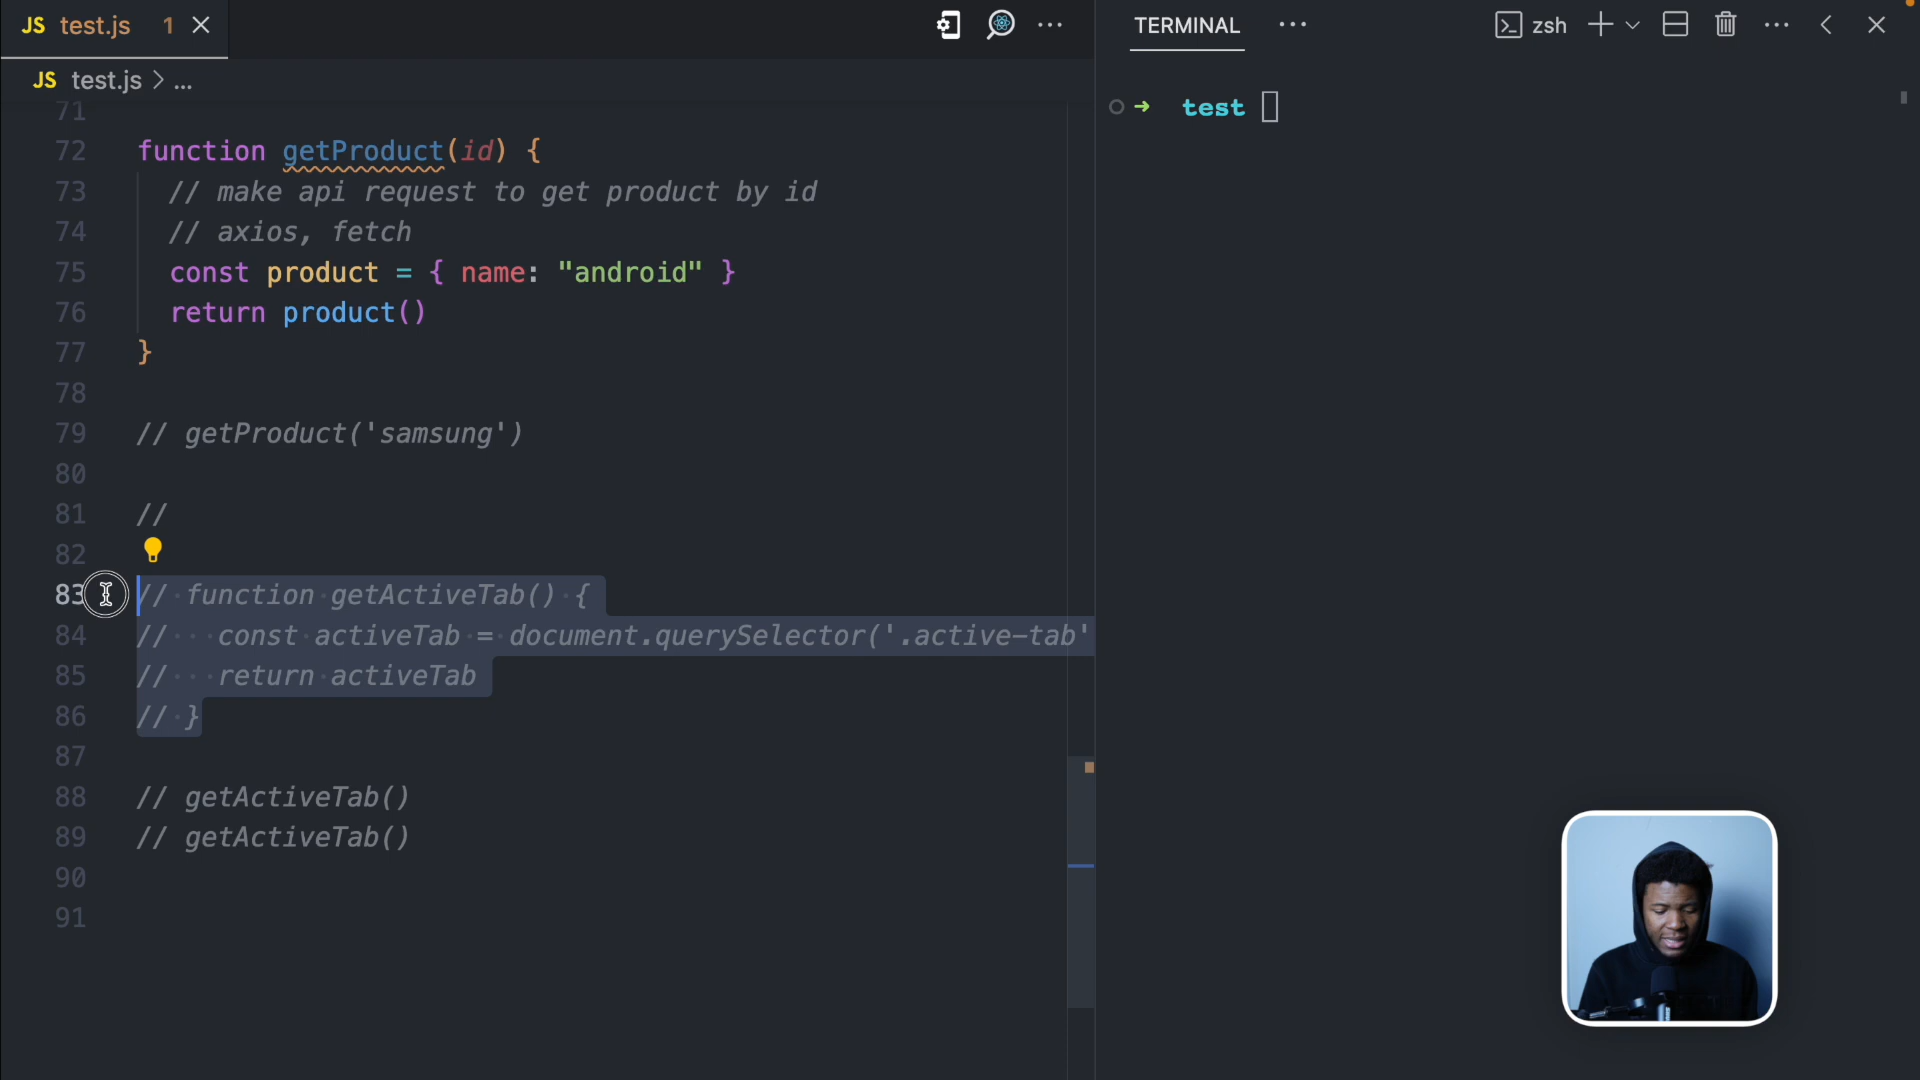 JS test.js 1
TERMINAL
zsh
JS test.js > ...
test
71
72 function getProduct(id) {
73 // make api request to get product by id
74 // axios, fetch
75 const product = { name: "android" }
76 return product()
77 }
78
79 // getProduct('samsung')
80
81 //
82
83 // function getActiveTab() {
84 // const activeTab = document.querySelector('.active-tab'
85 // return activeTab
86 // }
87
88 // getActiveTab()
89 // getActiveTab()
90
91